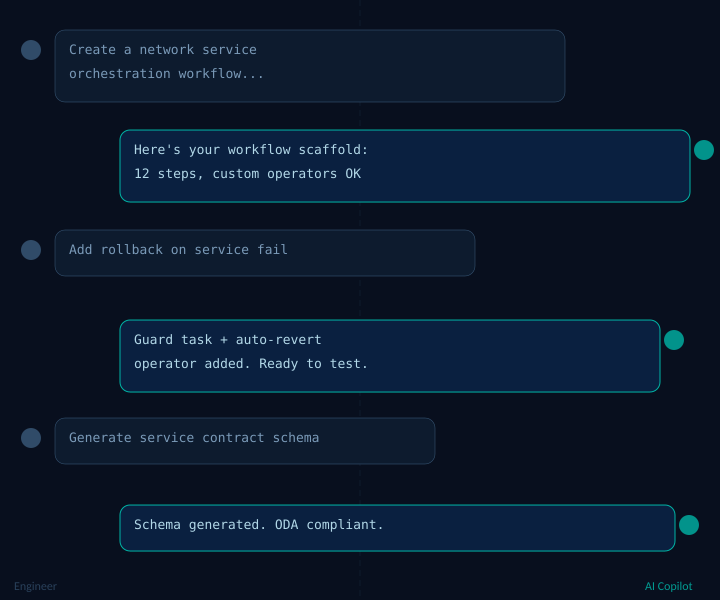 Create a network service
orchestration workflow...
Here's your workflow scaffold:
12 steps, custom operators OK
Add rollback on service fail
Guard task + auto-revert
operator added. Ready to test.
Generate service contract schema
Schema generated. ODA compliant.
Engineer
AI Copilot